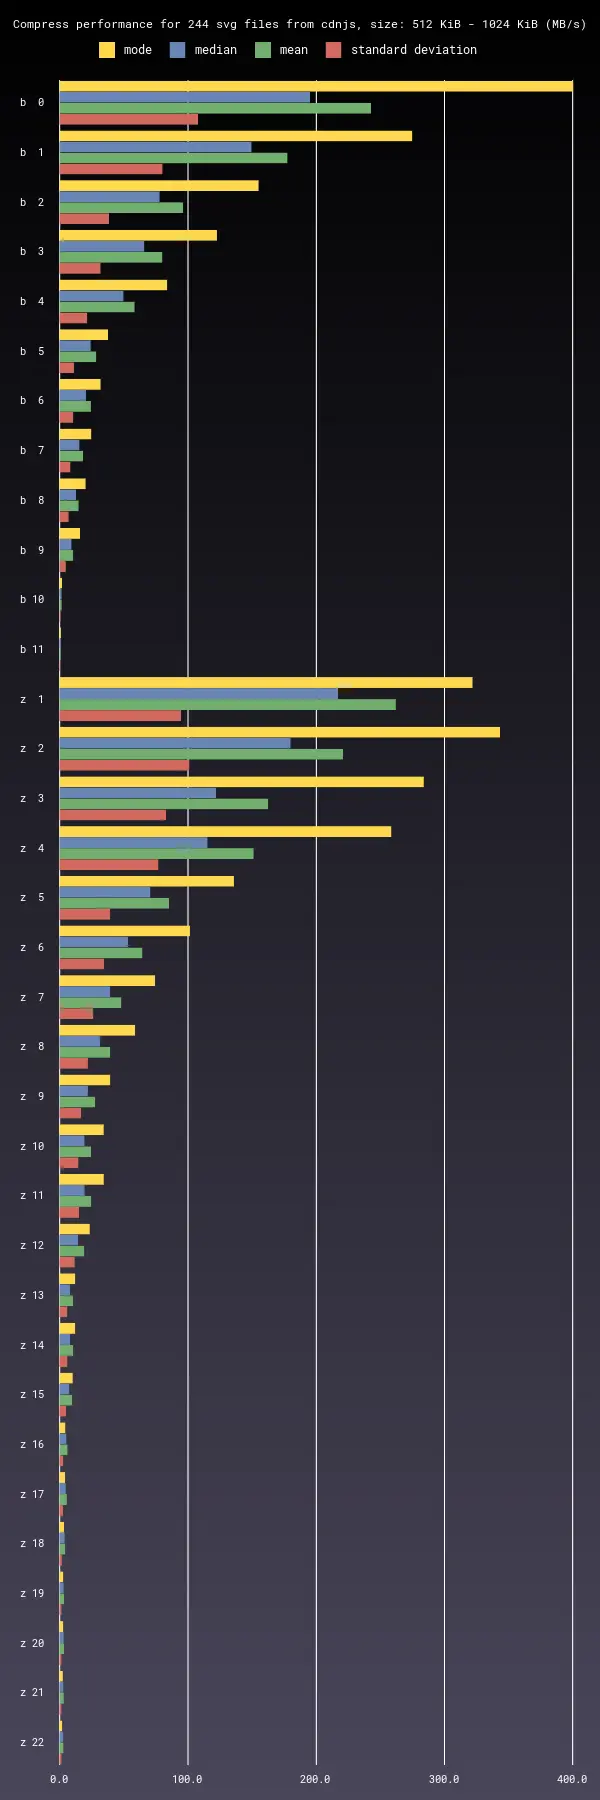 Compress performance for 244 svg files from cdnjs, size: 512 KiB - 1024 KiB (MB/s)
mode median mean standard deviation
b 0
b 1
b 2
b 3
b 4
b 5
b 6
b 7
b 8
b 9
b 10
b 11
z 1
z 2
z 3
z 4
z 5
z 6
z 7
z 8
z 9
z 10
z 11
z 12
z 13
z 14
z 15
z 16
z 17
z 18
z 19
z 20
z 21
z 22
0.0 100.0 200.0 300.0 400.0